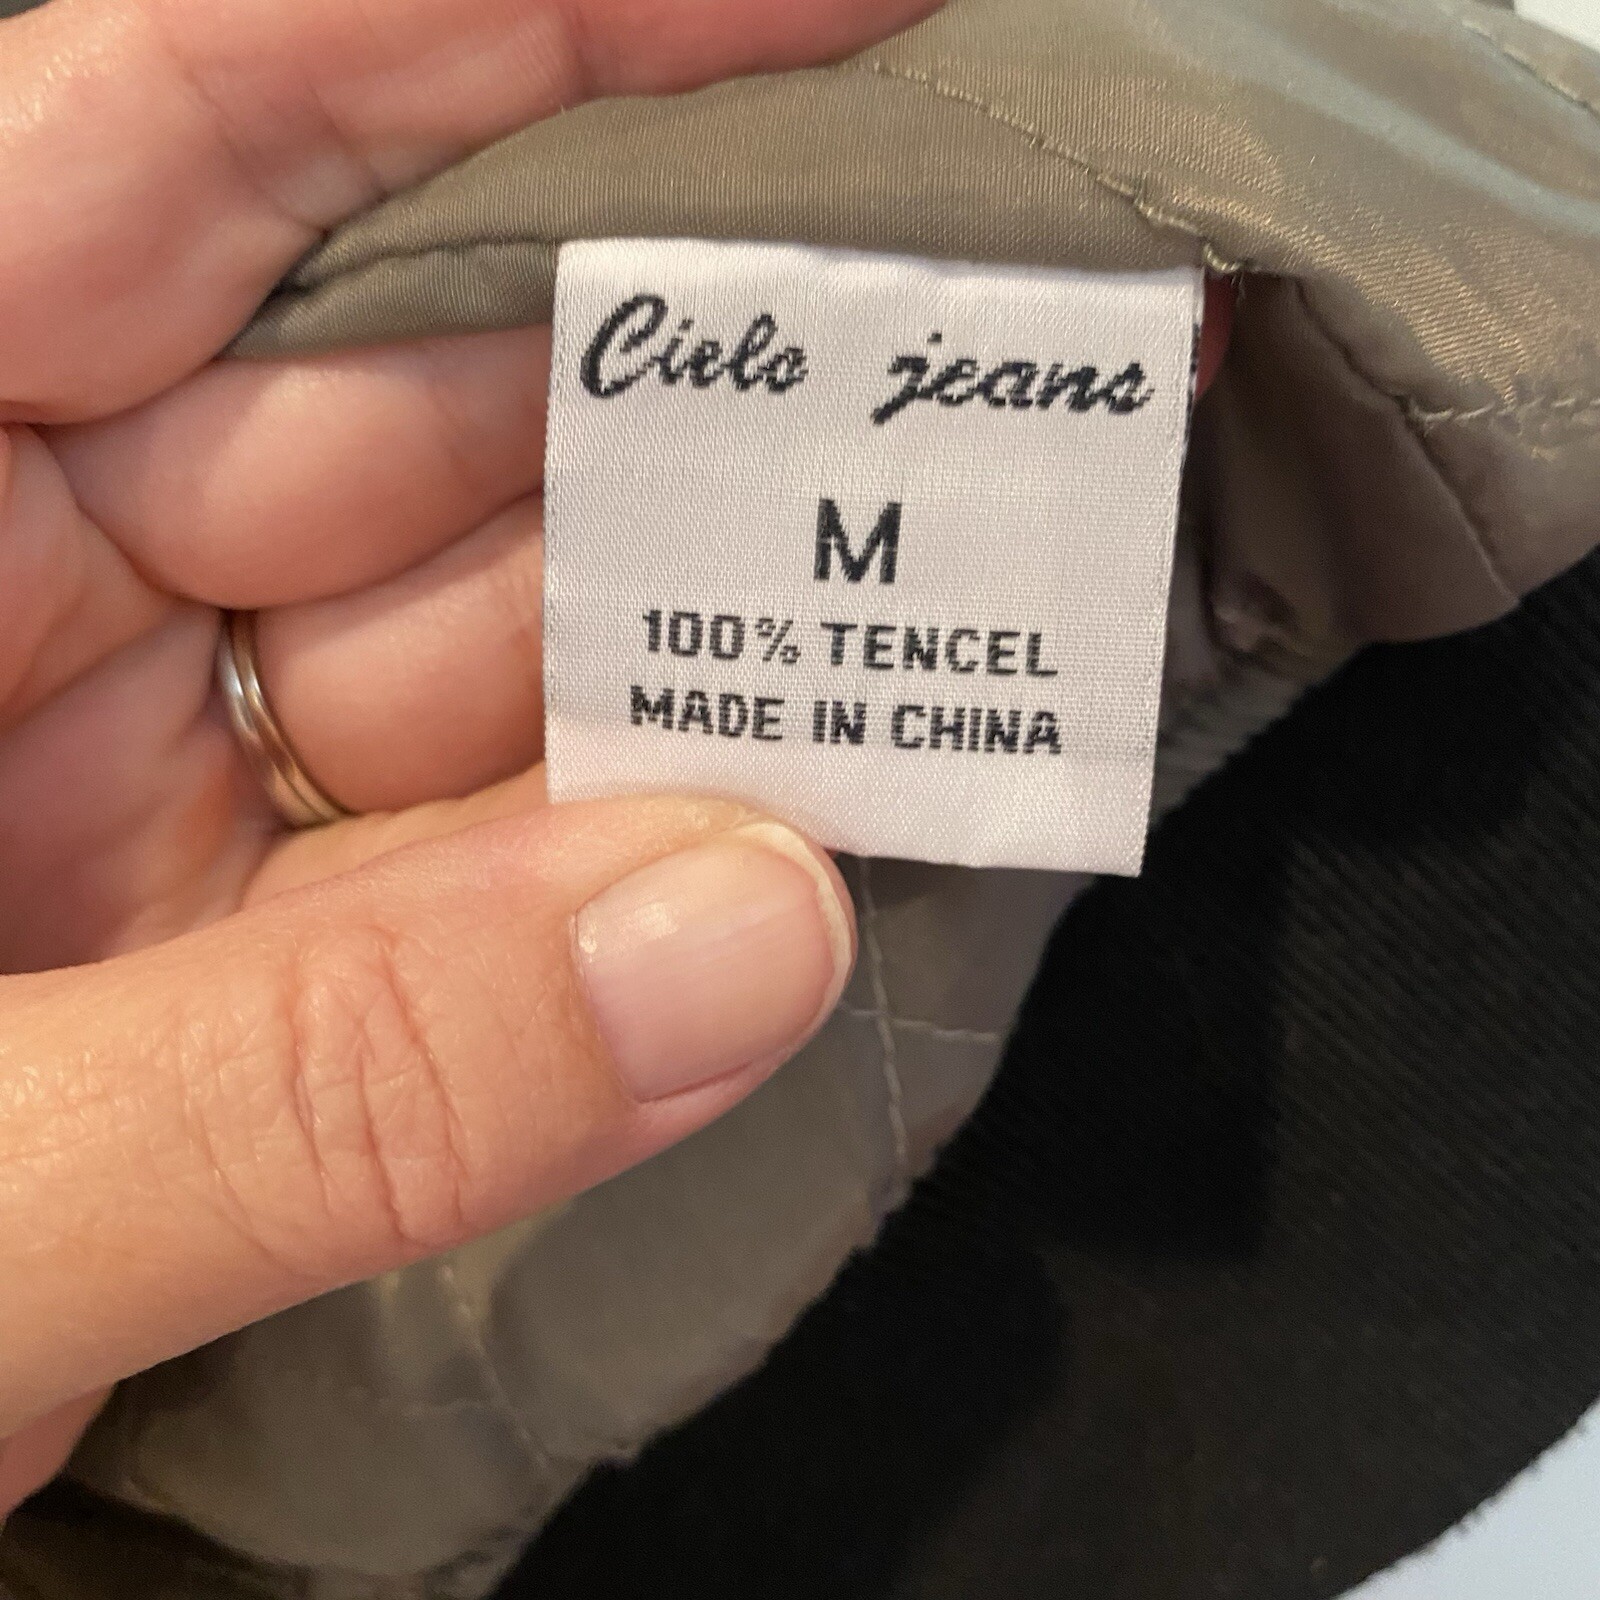 Cielo jeans
M
100% TENCEL
MADE IN CHINA